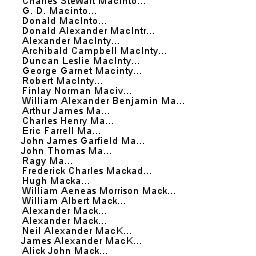 Charles Stewart MacInto...
G. D. Macinto...
Donald MacInto...
Donald Alexander MacIntr...
Alexander MacInty...
Archibald Campbell MacInty...
Duncan Leslie MacInty...
George Garnet Macinty...
Robert MacInty...
Finlay Norman Maciv...
William Alexander Benjamin Ma...
Arthur James Ma...
Charles Henry Ma...
Eric Farrell Ma...
John James Garfield Ma...
John Thomas Ma...
Ragy Ma...
Frederick Charles Mackad...
Hugh Macka...
William Aeneas Morrison Mack...
William Albert Mack...
Alexander Mack...
Alexander Mack...
Neil Alexander MacK...
James Alexander MacK...
Alick John Mack...